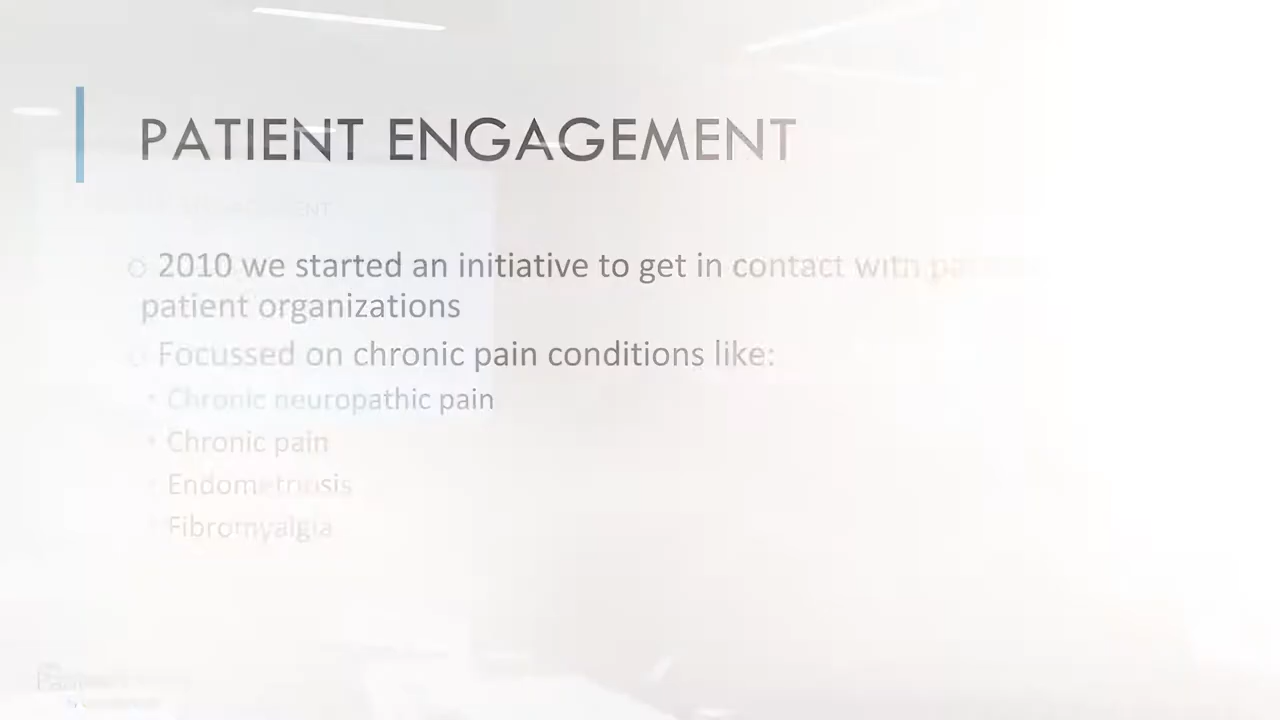 PATIENT ENGAGEMENT
2010 we started an initiative to get in contact with
patient organizations
Focussed on chronic pain conditions like:
• Chronic neuropathic pain
• Chronic pain
• Endometriosis
• Fibromyalgia